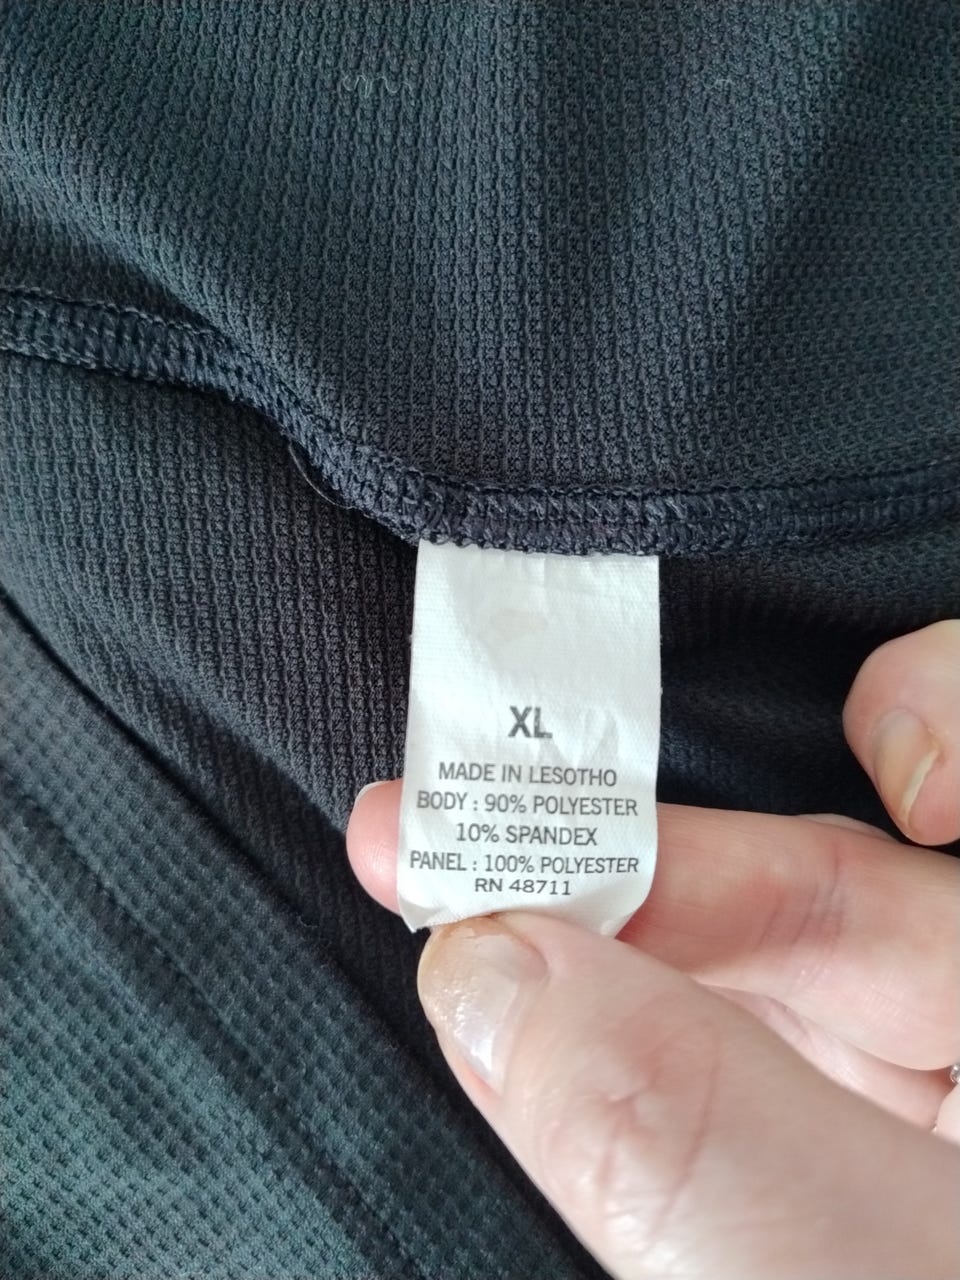 XL
MADE IN LESOTHO
BODY : 90% POLYESTER
10% SPANDEX
PANEL : 100% POLYESTER
RN 48711